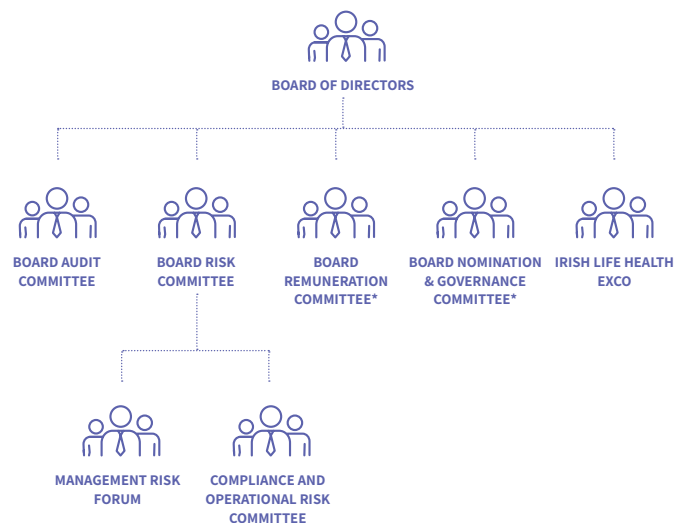 BOARD OF DIRECTORS
BOARD AUDIT
COMMITTEE
BOARD RISK
COMMITTEE
BOARD
REMUNERATION
COMMITTEE*
BOARD NOMINATION
& GOVERNANCE
COMMITTEE*
IRISH LIFE HEALTH
EXCO
MANAGEMENT RISK
FORUM
COMPLIANCE AND
OPERATIONAL RISK
COMMITTEE